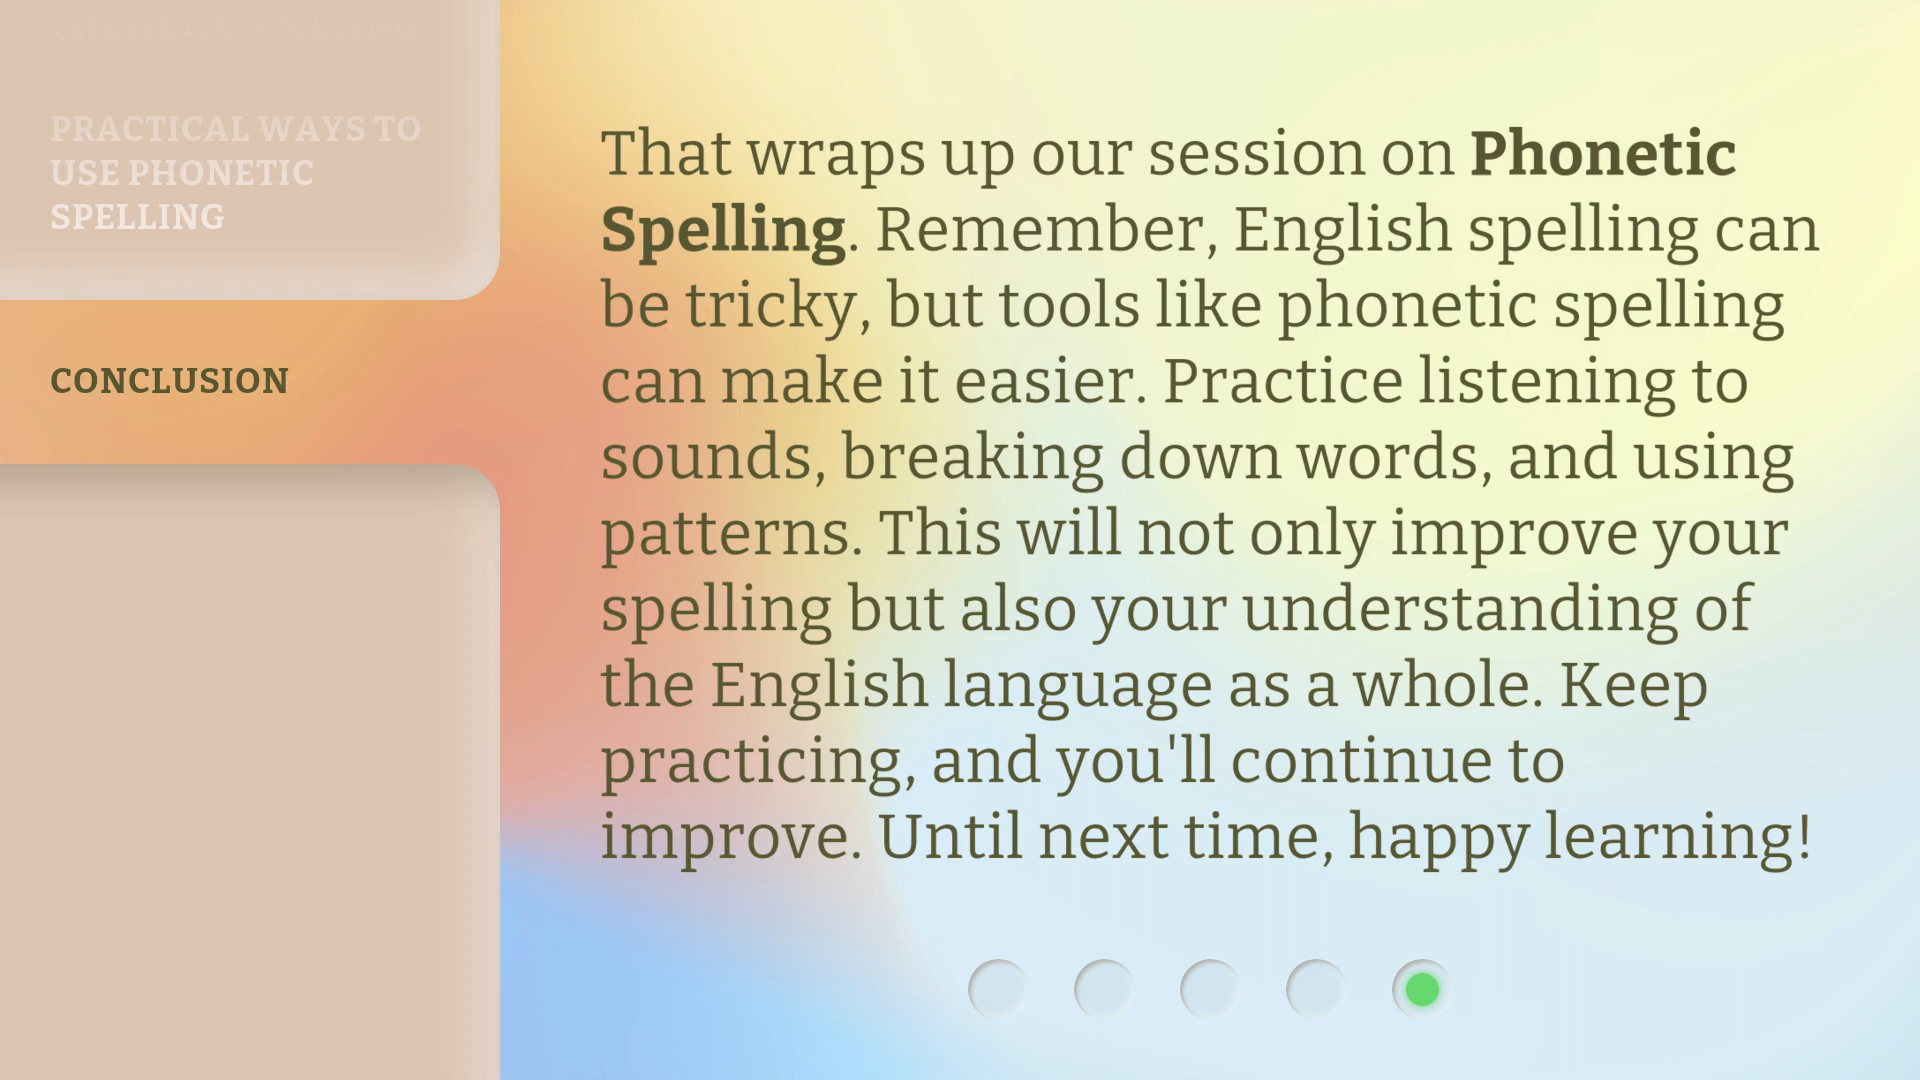 PHONETIC SPELLING
PRACTICAL WAYS TO
USE PHONETIC
SPELLING
CONCLUSION
That wraps up our session on Phonetic
Spelling. Remember, English spelling can
be tricky, but tools like phonetic spelling
can make it easier. Practice listening to
sounds, breaking down words, and using
patterns. This will not only improve your
spelling but also your understanding of
the English language as a whole. Keep
practicing, and you'll continue to
improve. Until next time, happy learning!